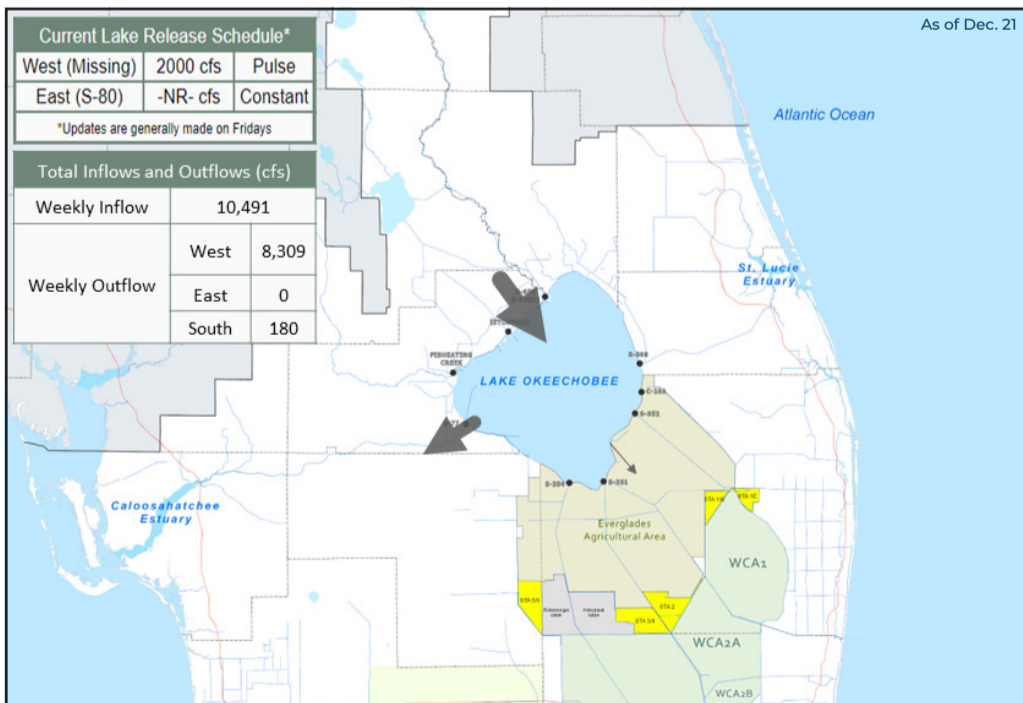 As of Dec. 21
Current Lake Release Schedule*
West (Missing) 2000 cfs Pulse
East (S-80) -NR- cfs Constant
*Updates are generally made on Fridays
Total Inflows and Outflows (cfs)
Weekly Inflow 10,491
Weekly Outflow
West 8,309
East 0
South 180
Atlantic Ocean
St. Lucie
Estuary
FISHEATING
CREEK
LAKE OKEECHOBEE
S-308
C-10A
S-352
S-354
S-351
Caloosahatchee
Estuary
Everglades
Agricultural Area
STA 1W
STA 1E
WCA1
STA 5/6
STA 2
STA 3/4
WCA2A
WCA2B